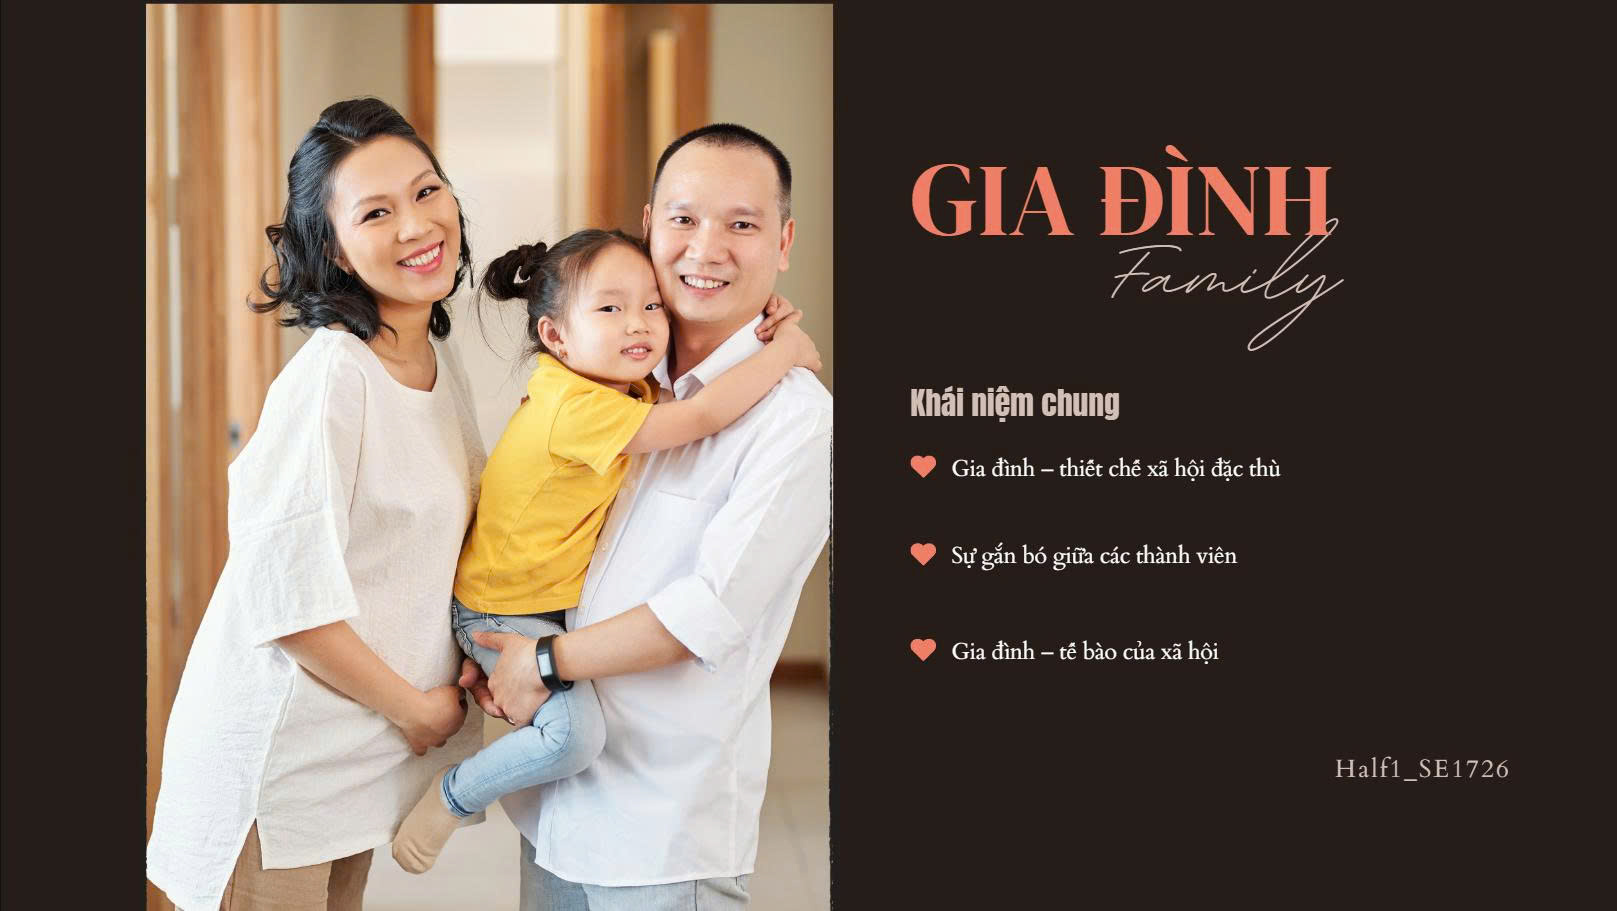 GIA ĐÌNH
Family
Khái niệm chung
Gia đình – thiết chế xã hội đặc thù
Sự gắn bó giữa các thành viên
Gia đình – tế bào của xã hội
Half1_SE1726